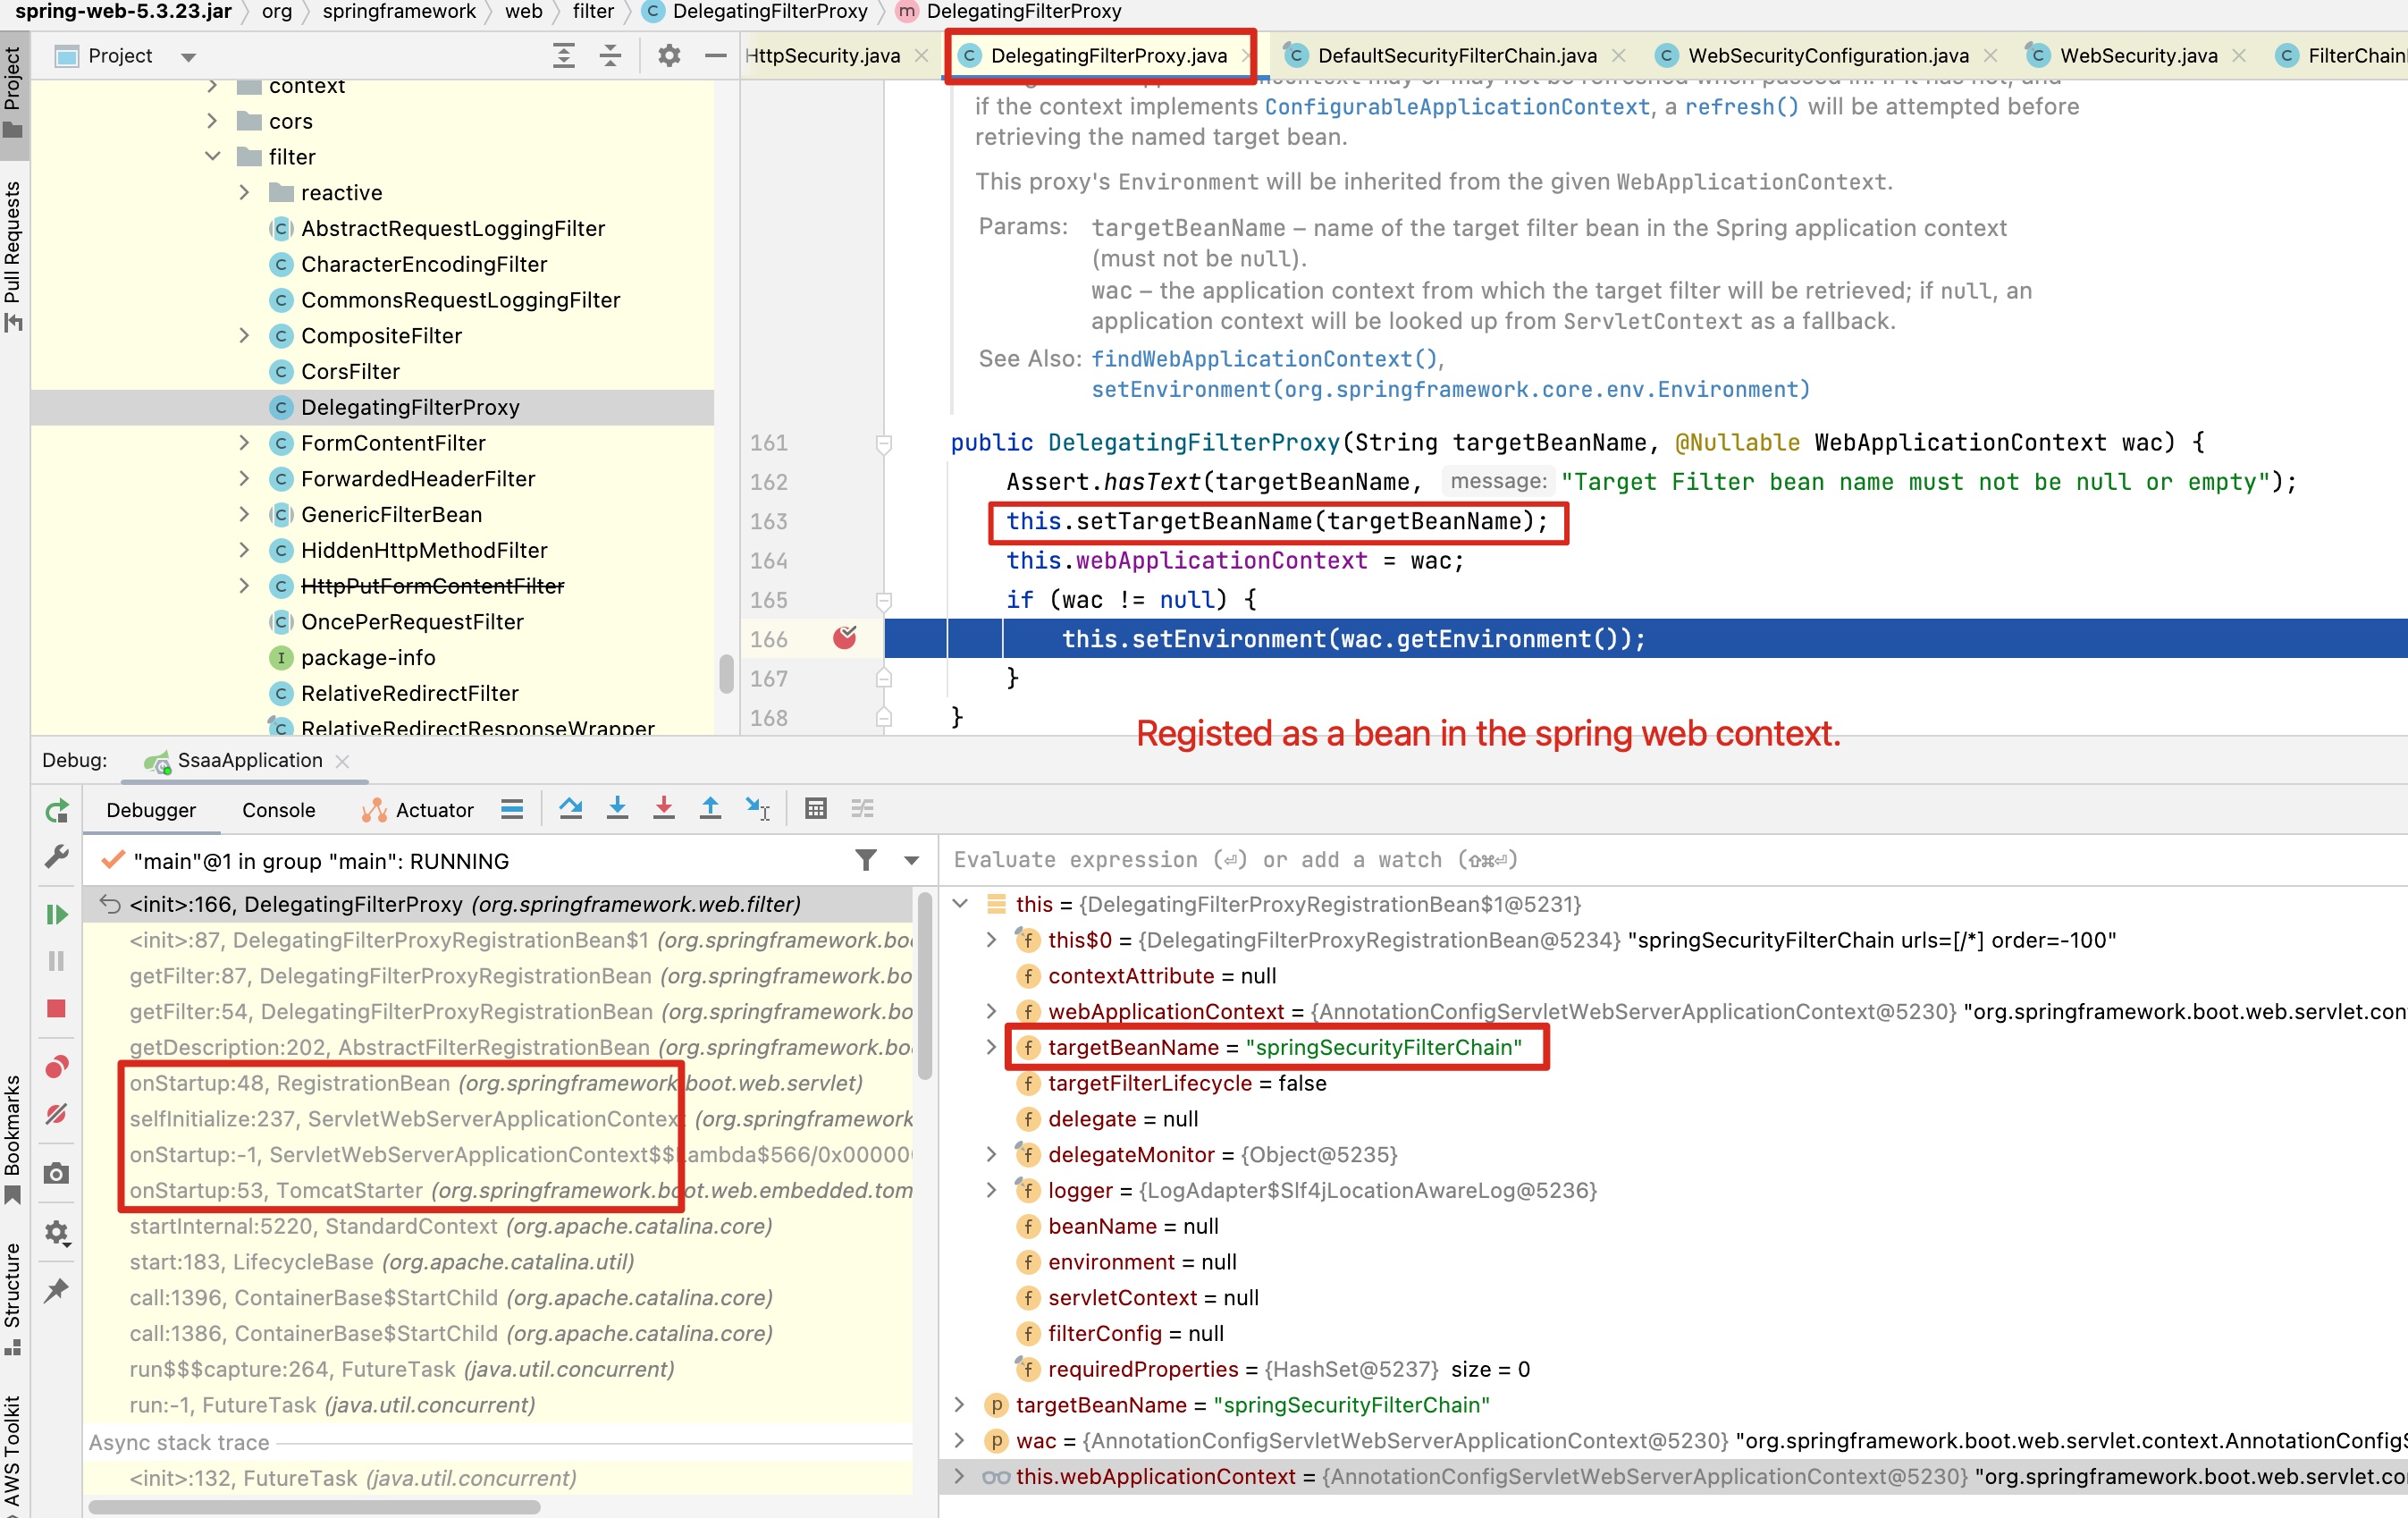 spring-web-5.3.23.jar org springframework web filter DelegatingFilterProxy DelegatingFilterProxy
Project
HttpSecurity.java DelegatingFilterProxy.java DefaultSecurityFilterChain.java WebSecurityConfiguration.java WebSecurity.java FilterChain
Project
Pull Requests
Bookmarks
Structure
AWS Toolkit
context
cors
filter
reactive
AbstractRequestLoggingFilter
CharacterEncodingFilter
CommonsRequestLoggingFilter
CompositeFilter
CorsFilter
DelegatingFilterProxy
FormContentFilter
ForwardedHeaderFilter
GenericFilterBean
HiddenHttpMethodFilter
HttpPutFormContentFilter
OncePerRequestFilter
package-info
RelativeRedirectFilter
RelativeRedirectResponseWrapper
if the context implements ConfigurableApplicationContext, a refresh() will be attempted before
retrieving the named target bean.
This proxy's Environment will be inherited from the given WebApplicationContext.
Params: targetBeanName – name of the target filter bean in the Spring application context
(must not be null).
wac – the application context from which the target filter will be retrieved; if null, an
application context will be looked up from ServletContext as a fallback.
See Also: findWebApplicationContext(),
setEnvironment(org.springframework.core.env.Environment)
161 public DelegatingFilterProxy(String targetBeanName, @Nullable WebApplicationContext wac) {
162 Assert.hasText(targetBeanName, message: "Target Filter bean name must not be null or empty");
163 this.setTargetBeanName(targetBeanName);
164 this.webApplicationContext = wac;
165 if (wac != null) {
166 this.setEnvironment(wac.getEnvironment());
167 }
168 }
Registed as a bean in the spring web context.
Debug: SsaaApplication
Debugger Console Actuator
"main"@1 in group "main": RUNNING
<init>:166, DelegatingFilterProxy (org.springframework.web.filter)
<init>:87, DelegatingFilterProxyRegistrationBean$1 (org.springframework.boo
getFilter:87, DelegatingFilterProxyRegistrationBean (org.springframework.bo
getFilter:54, DelegatingFilterProxyRegistrationBean (org.springframework.bo
getDescription:202, AbstractFilterRegistrationBean (org.springframework.boo
onStartup:48, RegistrationBean (org.springframework.boot.web.servlet)
selfInitialize:237, ServletWebServerApplicationContext (org.springframework
onStartup:-1, ServletWebServerApplicationContext$$Lambda$566/0x000000
onStartup:53, TomcatStarter (org.springframework.boot.web.embedded.tom
startInternal:5220, StandardContext (org.apache.catalina.core)
start:183, LifecycleBase (org.apache.catalina.util)
call:1396, ContainerBase$StartChild (org.apache.catalina.core)
call:1386, ContainerBase$StartChild (org.apache.catalina.core)
run$$$capture:264, FutureTask (java.util.concurrent)
run:-1, FutureTask (java.util.concurrent)
Async stack trace
<init>:132, FutureTask (java.util.concurrent)
Evaluate expression (⏎) or add a watch (⇧⌘⏎)
this = {DelegatingFilterProxyRegistrationBean$1@5231}
this$0 = {DelegatingFilterProxyRegistrationBean@5234} "springSecurityFilterChain urls=[/*] order=-100"
contextAttribute = null
webApplicationContext = {AnnotationConfigServletWebServerApplicationContext@5230} "org.springframework.boot.web.servlet.con
targetBeanName = "springSecurityFilterChain"
targetFilterLifecycle = false
delegate = null
delegateMonitor = {Object@5235}
logger = {LogAdapter$Slf4jLocationAwareLog@5236}
beanName = null
environment = null
servletContext = null
filterConfig = null
requiredProperties = {HashSet@5237} size = 0
targetBeanName = "springSecurityFilterChain"
wac = {AnnotationConfigServletWebServerApplicationContext@5230} "org.springframework.boot.web.servlet.context.AnnotationConfigS
this.webApplicationContext = {AnnotationConfigServletWebServerApplicationContext@5230} "org.springframework.boot.web.servlet.co